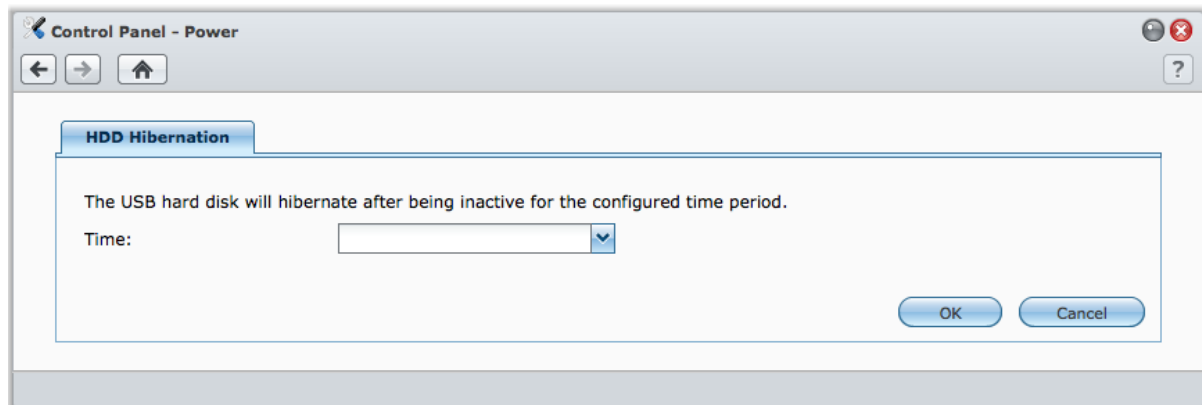 Control Panel - Power
?
HDD Hibernation
The USB hard disk will hibernate after being inactive for the configured time period.
Time:
OK Cancel